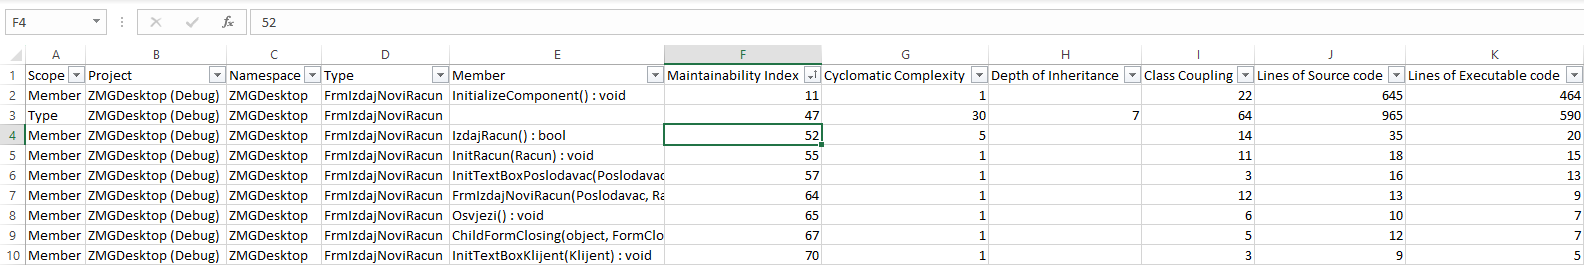 F4 fx 52
A B C D E F G H I J K
1 Scope Project Namespace Type Member Maintainability Index Cyclomatic Complexity Depth of Inheritance Class Coupling Lines of Source code Lines of Executable code
2 Member ZMGDesktop (Debug) ZMGDesktop FrmIzdajNoviRacun InitializeComponent() : void 11 1 22 645 464
3 Type ZMGDesktop (Debug) ZMGDesktop FrmIzdajNoviRacun 47 30 7 64 965 590
4 Member ZMGDesktop (Debug) ZMGDesktop FrmIzdajNoviRacun IzdajRacun() : bool 52 5 14 35 20
5 Member ZMGDesktop (Debug) ZMGDesktop FrmIzdajNoviRacun InitRacun(Racun) : void 55 1 11 18 15
6 Member ZMGDesktop (Debug) ZMGDesktop FrmIzdajNoviRacun InitTextBoxPoslodavac(Poslodavac 57 1 3 16 13
7 Member ZMGDesktop (Debug) ZMGDesktop FrmIzdajNoviRacun FrmIzdajNoviRacun(Poslodavac, Ra 64 1 12 13 9
8 Member ZMGDesktop (Debug) ZMGDesktop FrmIzdajNoviRacun Osvjezi() : void 65 1 6 10 7
9 Member ZMGDesktop (Debug) ZMGDesktop FrmIzdajNoviRacun ChildFormClosing(object, FormClo 67 1 5 12 7
10 Member ZMGDesktop (Debug) ZMGDesktop FrmIzdajNoviRacun InitTextBoxKlijent(Klijent) : void 70 1 3 9 5